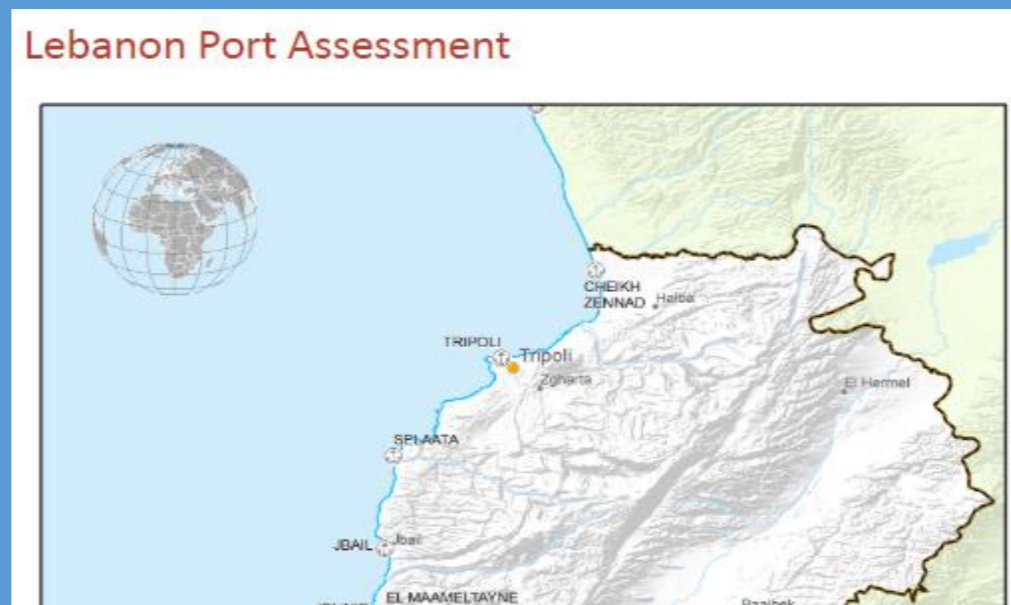 Lebanon Port Assessment
CHEIKH
ZENNAD
Halba
TRIPOLI
Tripoli
Zgharta
El Hermel
SELAATA
JBAIL
Jbail
EL MAAMELTAYNE